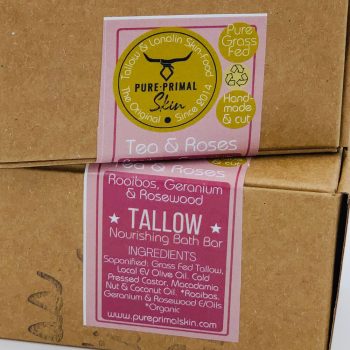 Tallow & Lanolin Skin-Food
PURE-PRIMAL
Skin
The Original Since 2014
Pure
Grass
Fed
Hand-
made
& cut
Tea & Roses
Tea & Roses
& cut
Rooibos, Geranium
& Rosewood
TALLOW
Nourishing Bath Bar
INGREDIENTS
Saponified: Grass Fed Tallow,
Local EV Olive Oil. Cold
Pressed Castor, Macadamia
Nut & Coconut Oil. *Rooibos,
Geranium & Rosewood E/Oils
*Organic
www.pureprimalskin.com